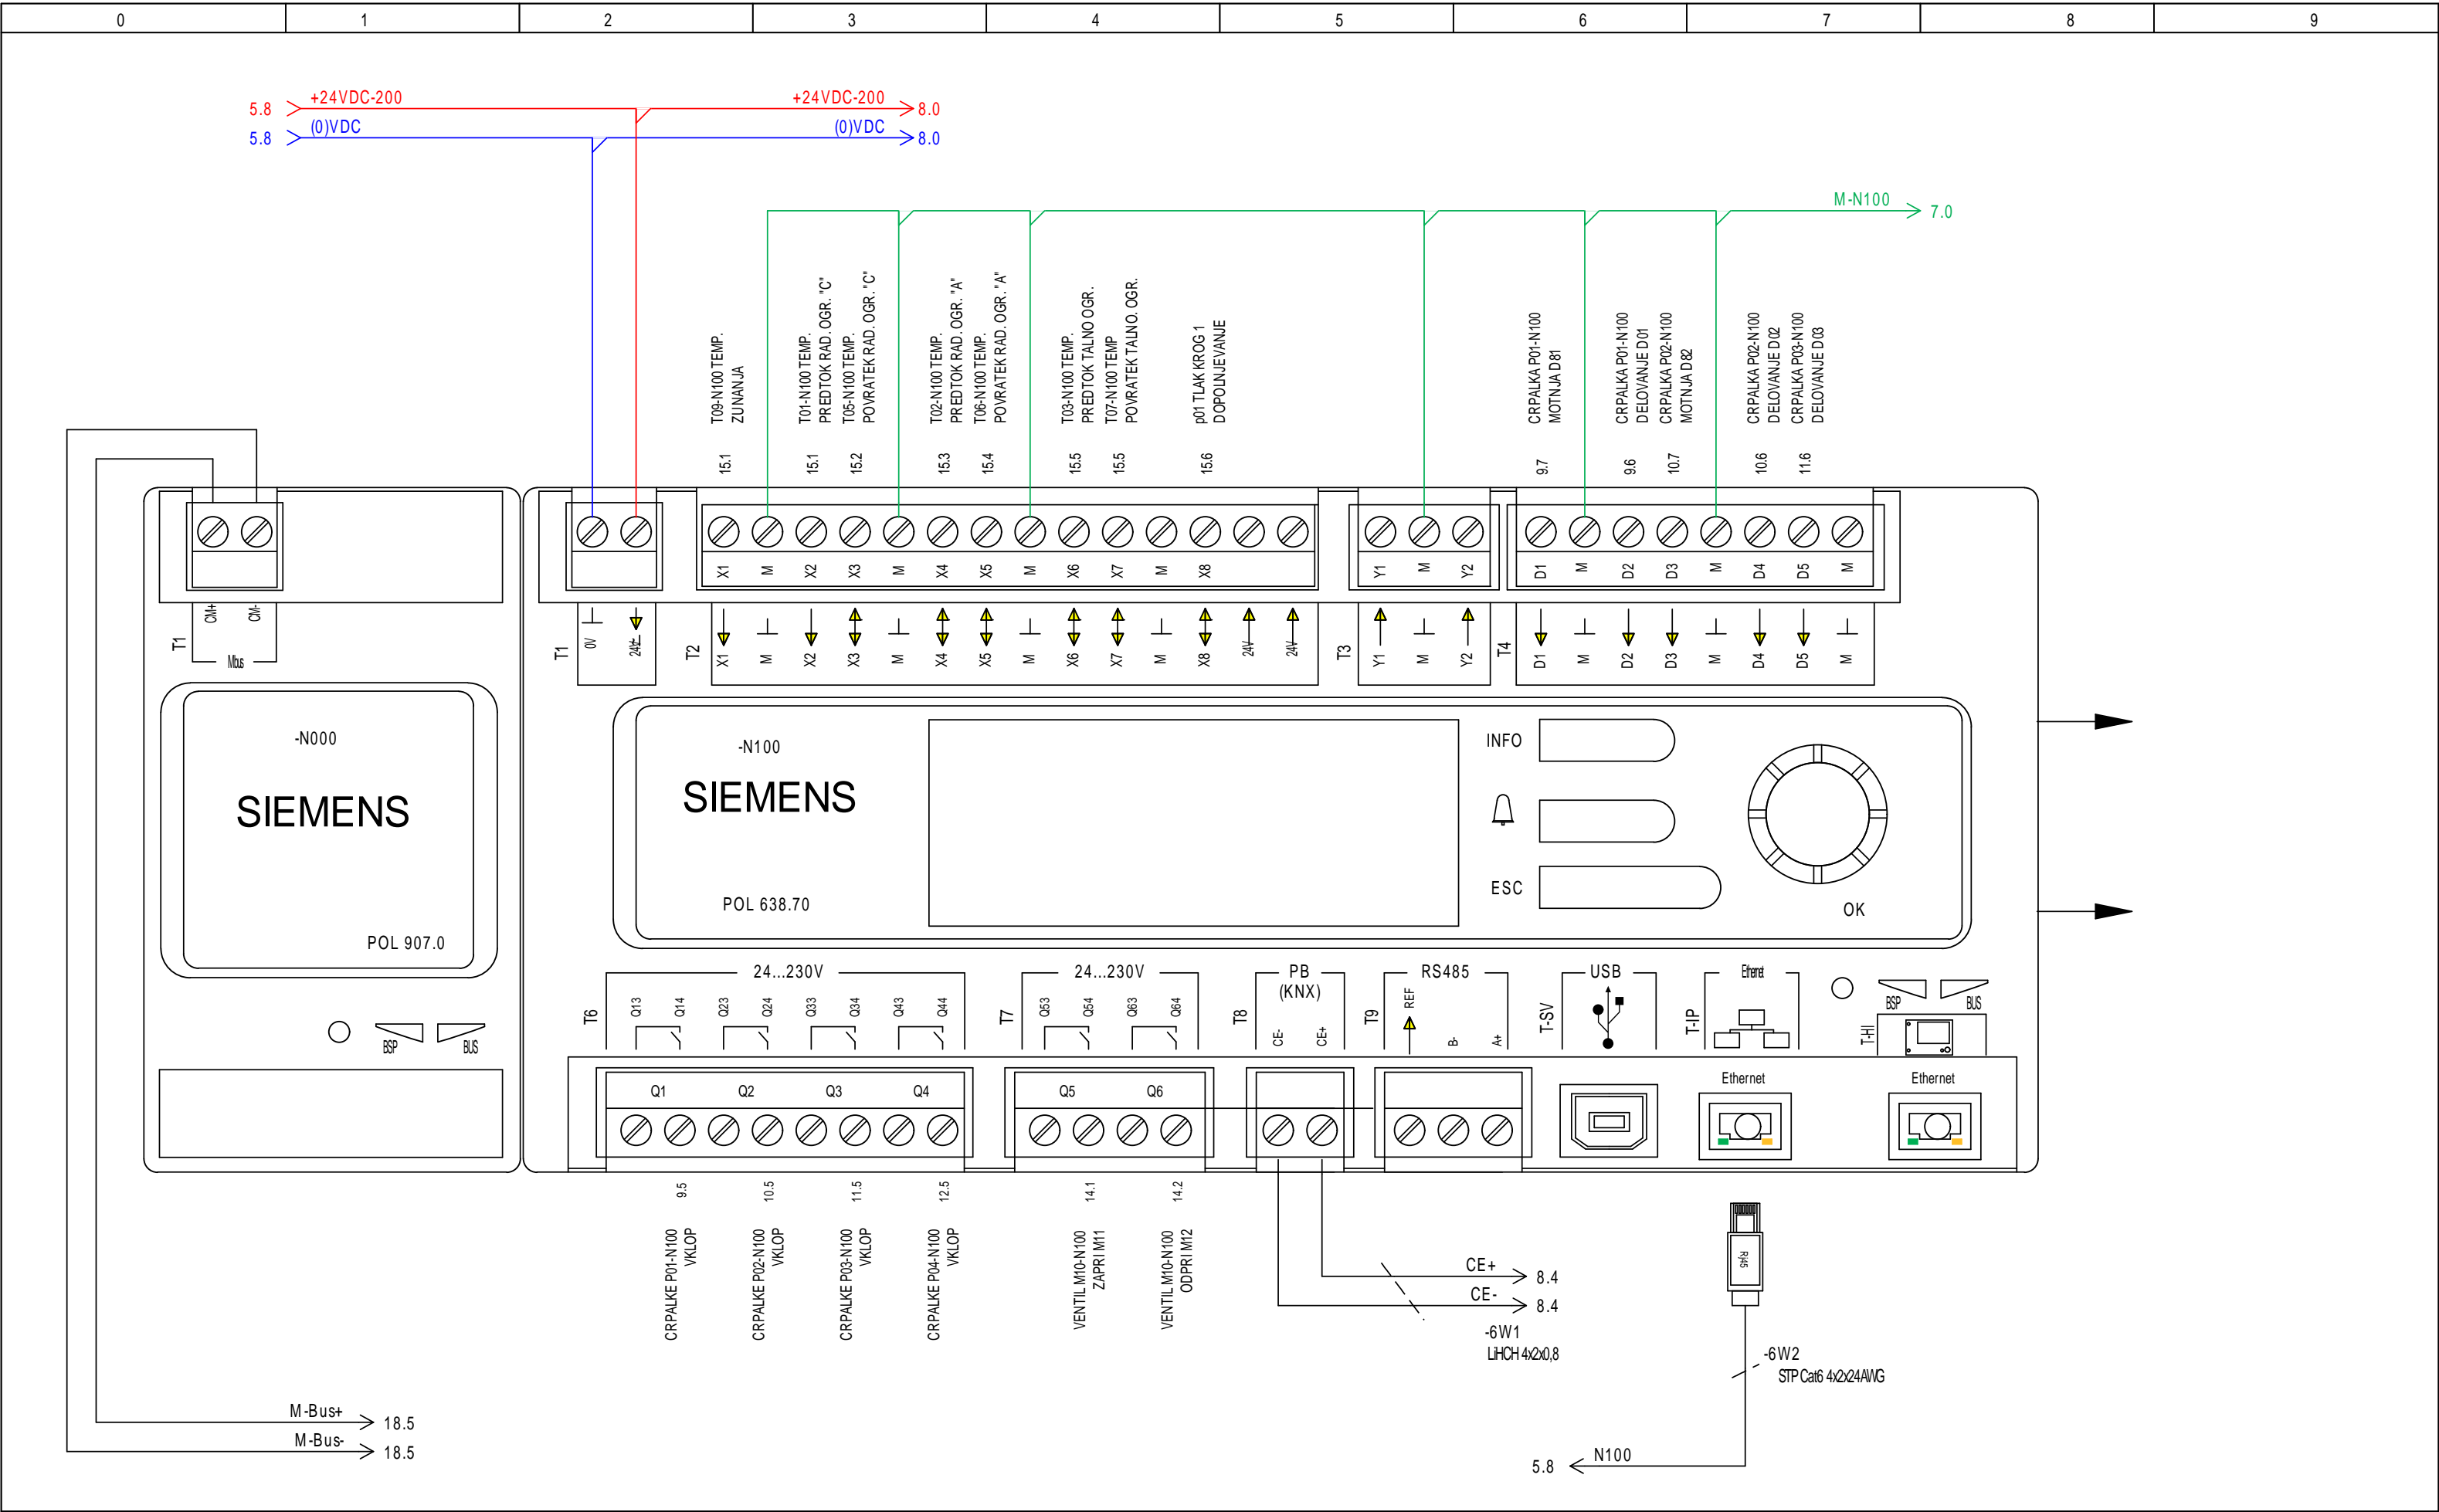 0 1 2 3 4 5 6 7 8 9
5.8 +24VDC-200 +24VDC-200 8.0
5.8 (0)VDC (0)VDC 8.0
M-N100 7.0
T09-N100 TEMP.
ZUNANJA
15.1
T01-N100 TEMP.
PREDTOK RAD. OGR. "C"
15.1
T05-N100 TEMP.
POVRATEK RAD. OGR. "C"
15.2
T02-N100 TEMP.
PREDTOK RAD. OGR. "A"
15.3
T06-N100 TEMP.
POVRATEK RAD. OGR. "A"
15.4
T03-N100 TEMP.
PREDTOK TALNO OGR.
15.5
T07-N100 TEMP
POVRATEK TALNO. OGR.
15.5
p01 TLAK KROG 1
DOPOLNJEVANJE
15.6
CRPALKA P01-N100
MOTNJA D81
9.7
CRPALKA P01-N100
DELOVANJE D01
9.6
CRPALKA P02-N100
MOTNJA D82
10.7
CRPALKA P02-N100
DELOVANJE D02
10.6
CRPALKA P03-N100
DELOVANJE D03
11.6
X1 M X2 X3 M X4 X5 M X6 X7 M X8
Y1 M Y2
D1 M D2 D3 M D4 D5 M
T1 CM+ CM-
Mbus
T1 0V 24V~
T2 X1 M X2 X3 M X4 X5 M X6 X7 M X8 24V 24V
T3 Y1 M Y2
T4 D1 M D2 D3 M D4 D5 M
-N000
SIEMENS
POL 907.0
BSP BUS
-N100
SIEMENS
POL 638.70
INFO
ESC
OK
T6 24...230V
Q13 Q14 Q23 Q24 Q33 Q34 Q43 Q44
T7 24...230V
Q53 Q54 Q63 Q64
T8 PB
(KNX)
CE- CE+
T9 RS485
REF B- A+
T-SV USB
T-IP Ethernet
BSP BUS
T-HI
Q1 Q2 Q3 Q4
Q5 Q6
Ethernet
Ethernet
9.5
CRPALKE P01-N100
VKLOP
10.5
CRPALKE P02-N100
VKLOP
11.5
CRPALKE P03-N100
VKLOP
12.5
CRPALKE P04-N100
VKLOP
14.1
VENTIL M10-N100
ZAPRI M11
14.2
VENTIL M10-N100
ODPRI M12
CE+ 8.4
CE- 8.4
-6W1
LiHCH 4x2x0,8
Rj45
-6W2
STP Cat6 4x2x24AWG
M-Bus+ 18.5
M-Bus- 18.5
5.8 N100